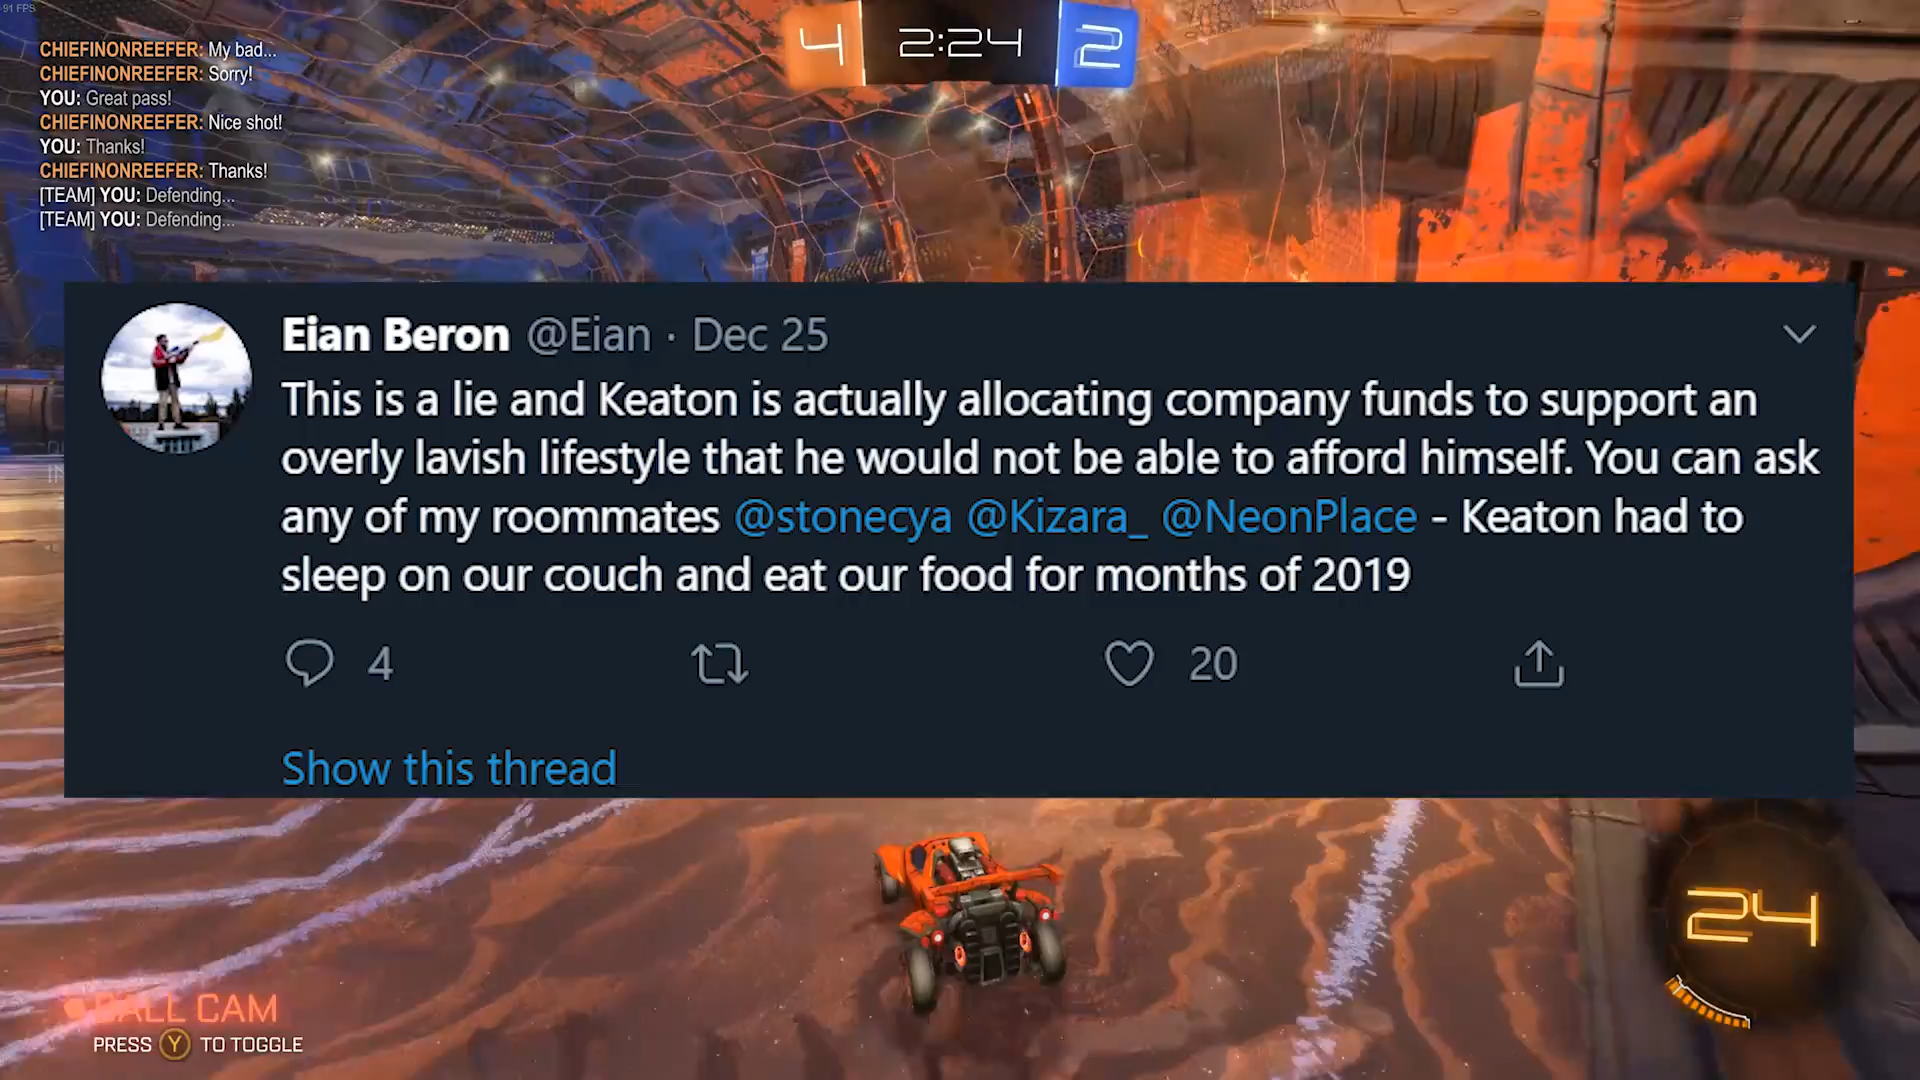 91 FPS
CHIEFINONREEFER: My bad...
CHIEFINONREEFER: Sorry!
YOU: Great pass!
CHIEFINONREEFER: Nice shot!
YOU: Thanks!
CHIEFINONREEFER: Thanks!
[TEAM] YOU: Defending...
[TEAM] YOU: Defending...
4 2:24 2
Eian Beron @Eian · Dec 25
This is a lie and Keaton is actually allocating company funds to support an
overly lavish lifestyle that he would not be able to afford himself. You can ask
any of my roommates @stonecya @Kizara_ @NeonPlace - Keaton had to
sleep on our couch and eat our food for months of 2019
4 20
Show this thread
24
BALL CAM
PRESS Y TO TOGGLE